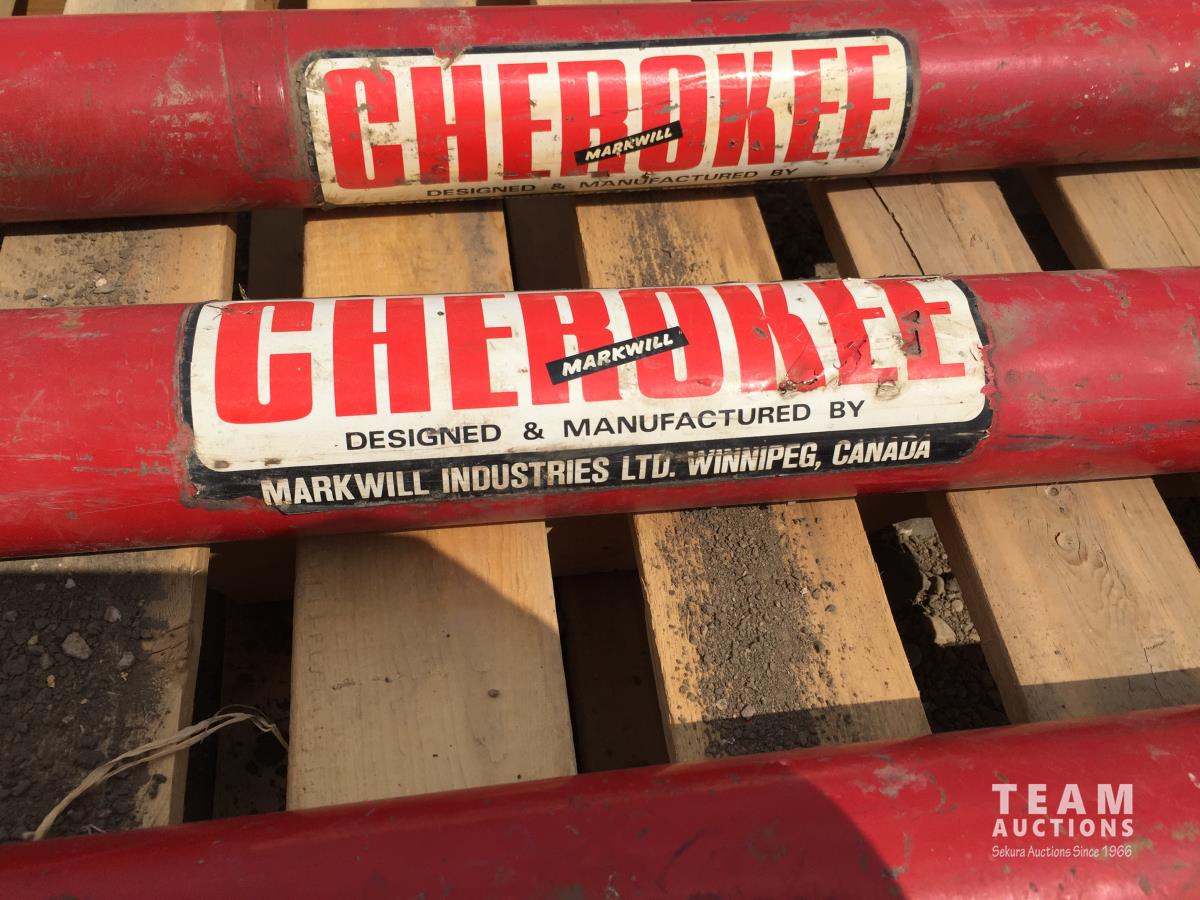 CHEROKEE
MARKWILL
DESIGNED & MANUFACTURED BY
CHEROKEE
MARKWILL
DESIGNED & MANUFACTURED BY
MARKWILL INDUSTRIES LTD. WINNIPEG, CANADA
TEAM
AUCTIONS
Sekura Auctions Since 1966